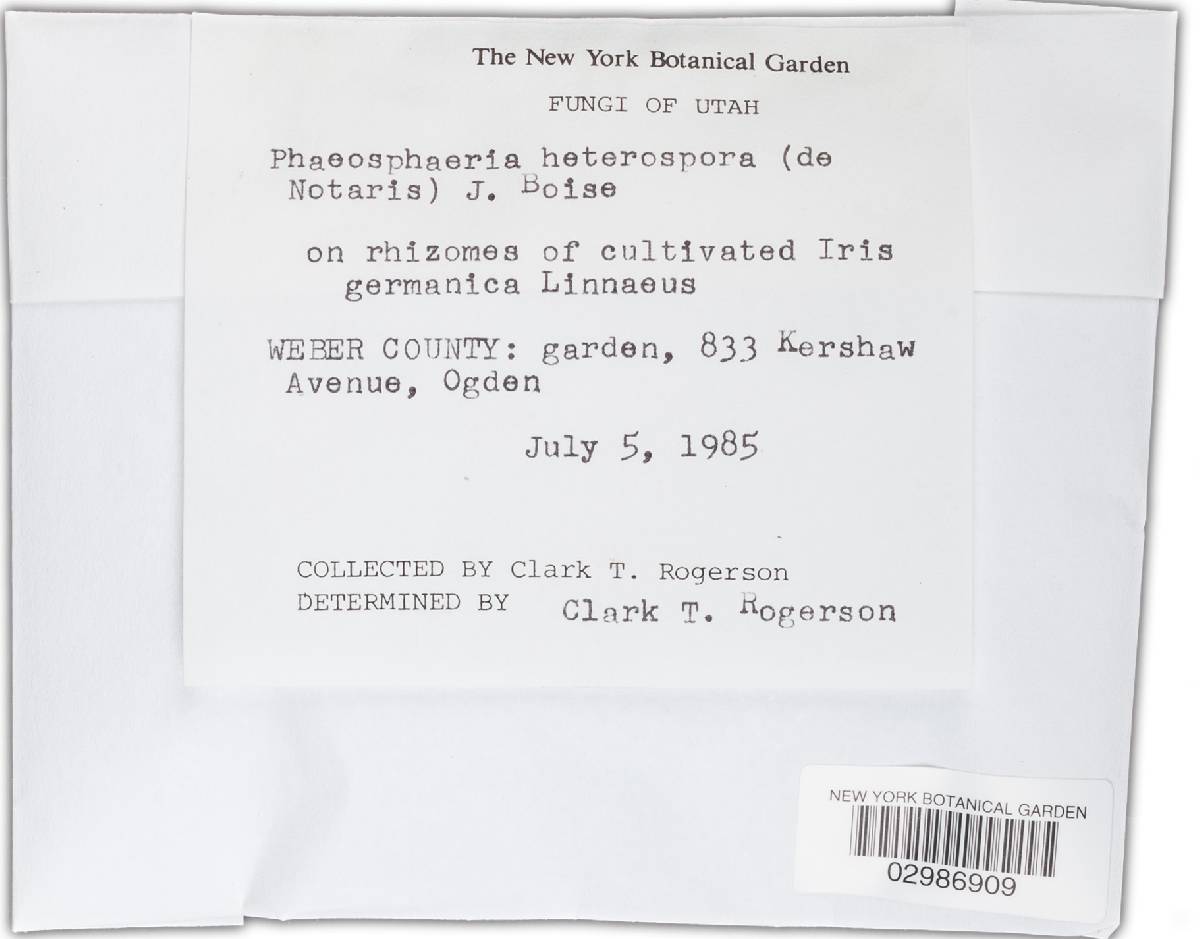 The New York Botanical Garden
FUNGI OF UTAH
Phaeosphaeria heterospora (de
Notaris) J. Boise
on rhizomes of cultivated Iris
germanica Linnaeus
WEBER COUNTY: garden, 833 Kershaw
Avenue, Ogden
July 5, 1985
COLLECTED BY Clark T. Rogerson
DETERMINED BY Clark T. Rogerson
NEW YORK BOTANICAL GARDEN
02986909